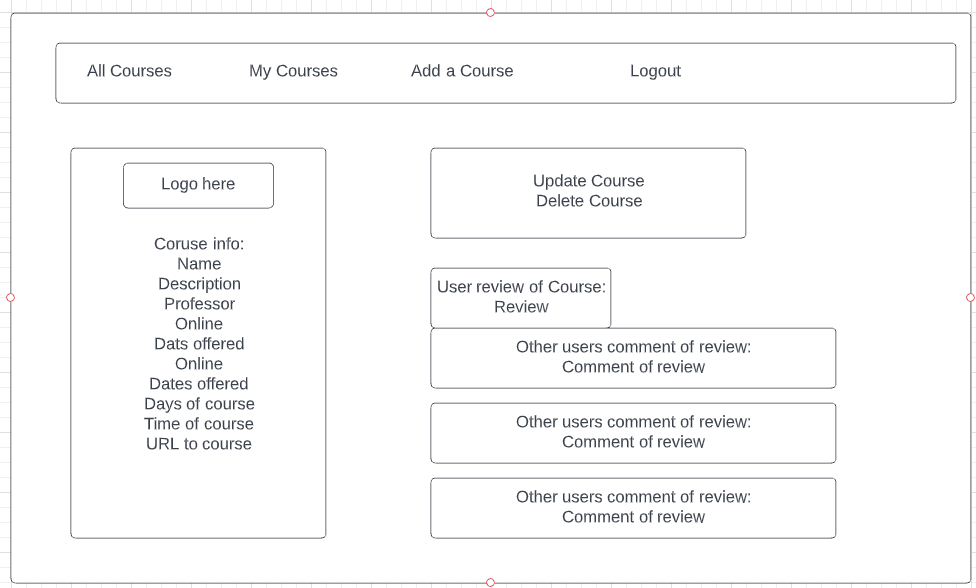 All Courses
My Courses
Add a Course
Logout
Logo here
Coruse info:
Name
Description
Professor
Online
Dats offered
Online
Dates offered
Days of course
Time of course
URL to course
Update Course
Delete Course
User review of Course:
Review
Other users comment of review:
Comment of review
Other users comment of review:
Comment of review
Other users comment of review:
Comment of review